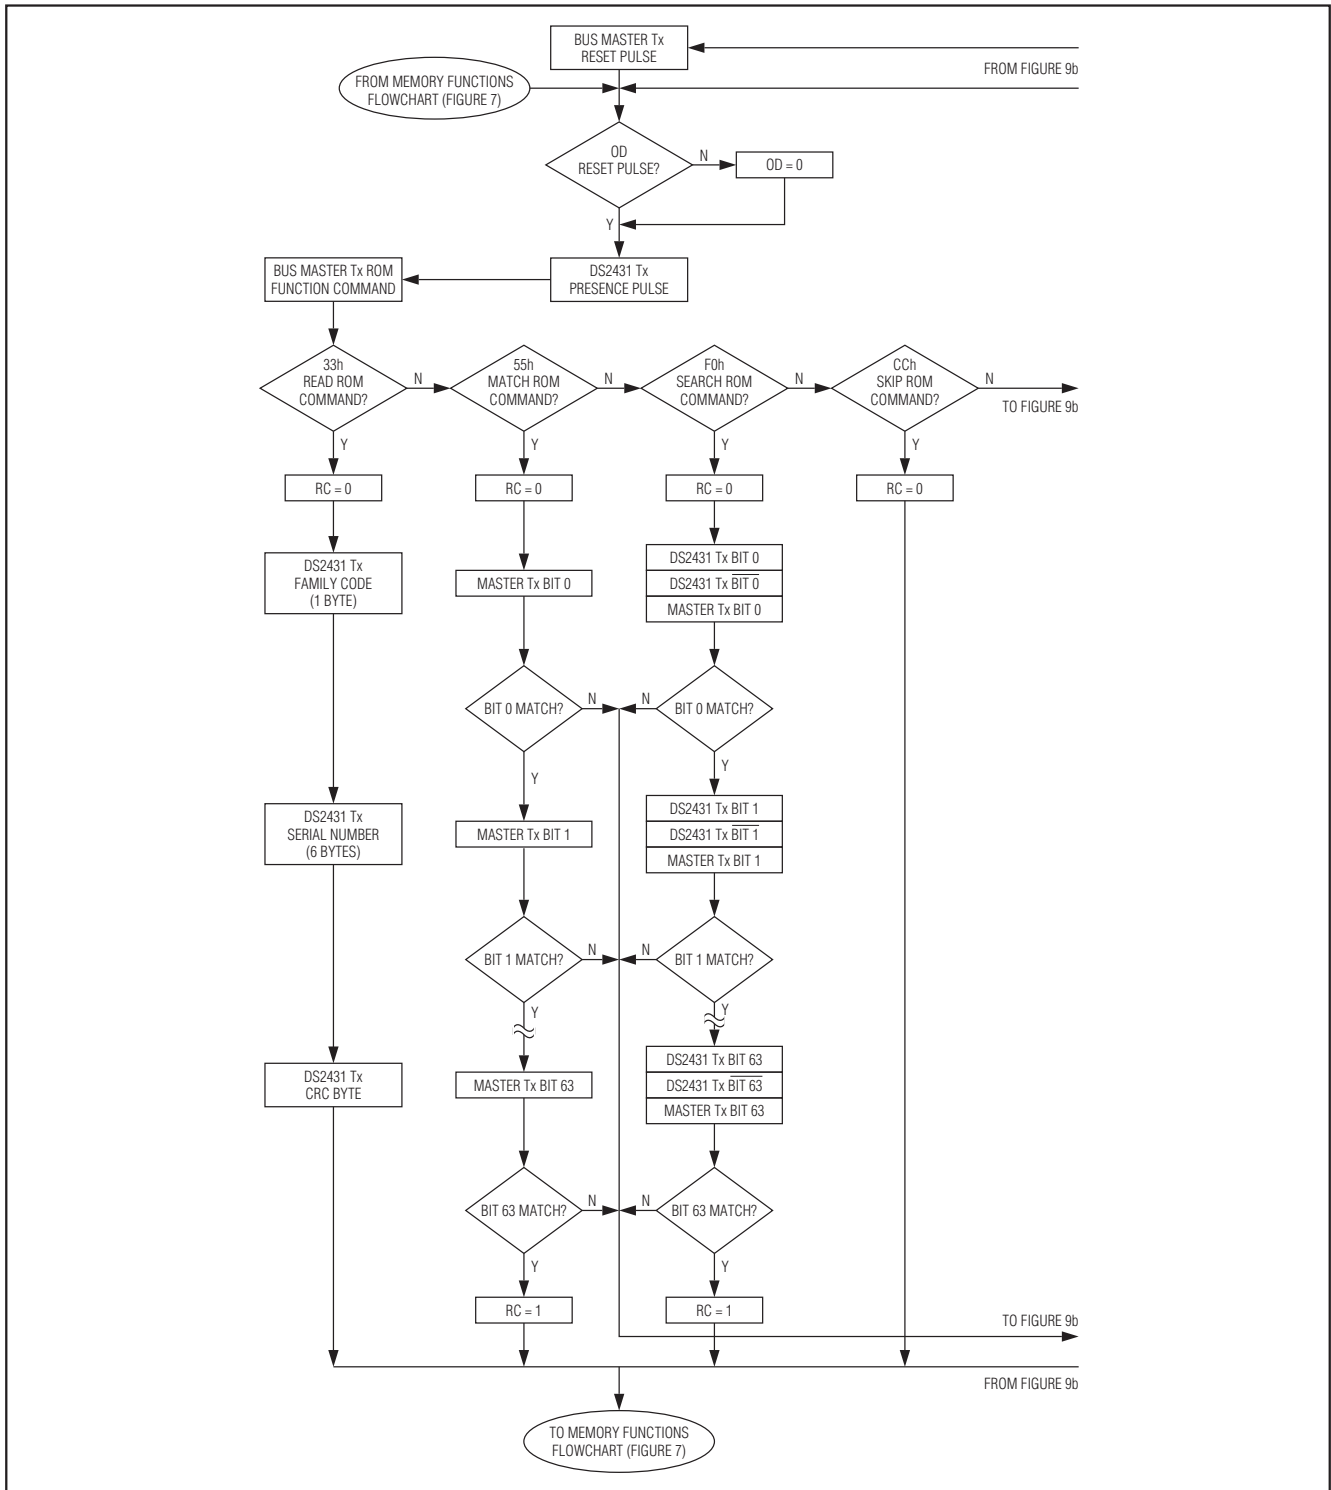 BUS MASTER Tx
RESET PULSE
FROM FIGURE 9b
FROM MEMORY FUNCTIONS
FLOWCHART (FIGURE 7)
OD
RESET PULSE?
N
OD = 0
Y
BUS MASTER Tx ROM
FUNCTION COMMAND
DS2431 Tx
PRESENCE PULSE
33h
READ ROM
COMMAND?
N
55h
MATCH ROM
COMMAND?
N
F0h
SEARCH ROM
COMMAND?
N
CCh
SKIP ROM
COMMAND?
N
TO FIGURE 9b
Y
Y
Y
Y
RC = 0
RC = 0
RC = 0
RC = 0
DS2431 Tx
FAMILY CODE
(1 BYTE)
MASTER Tx BIT 0
DS2431 Tx BIT 0
DS2431 Tx B̅I̅T̅ ̅0̅
MASTER Tx BIT 0
BIT 0 MATCH?
N
N
BIT 0 MATCH?
Y
Y
DS2431 Tx
SERIAL NUMBER
(6 BYTES)
MASTER Tx BIT 1
DS2431 Tx BIT 1
DS2431 Tx B̅I̅T̅ ̅1̅
MASTER Tx BIT 1
BIT 1 MATCH?
N
N
BIT 1 MATCH?
Y
Y
DS2431 Tx
CRC BYTE
MASTER Tx BIT 63
DS2431 Tx BIT 63
DS2431 Tx B̅I̅T̅ ̅6̅3̅
MASTER Tx BIT 63
BIT 63 MATCH?
N
N
BIT 63 MATCH?
Y
Y
RC = 1
RC = 1
TO FIGURE 9b
FROM FIGURE 9b
TO MEMORY FUNCTIONS
FLOWCHART (FIGURE 7)